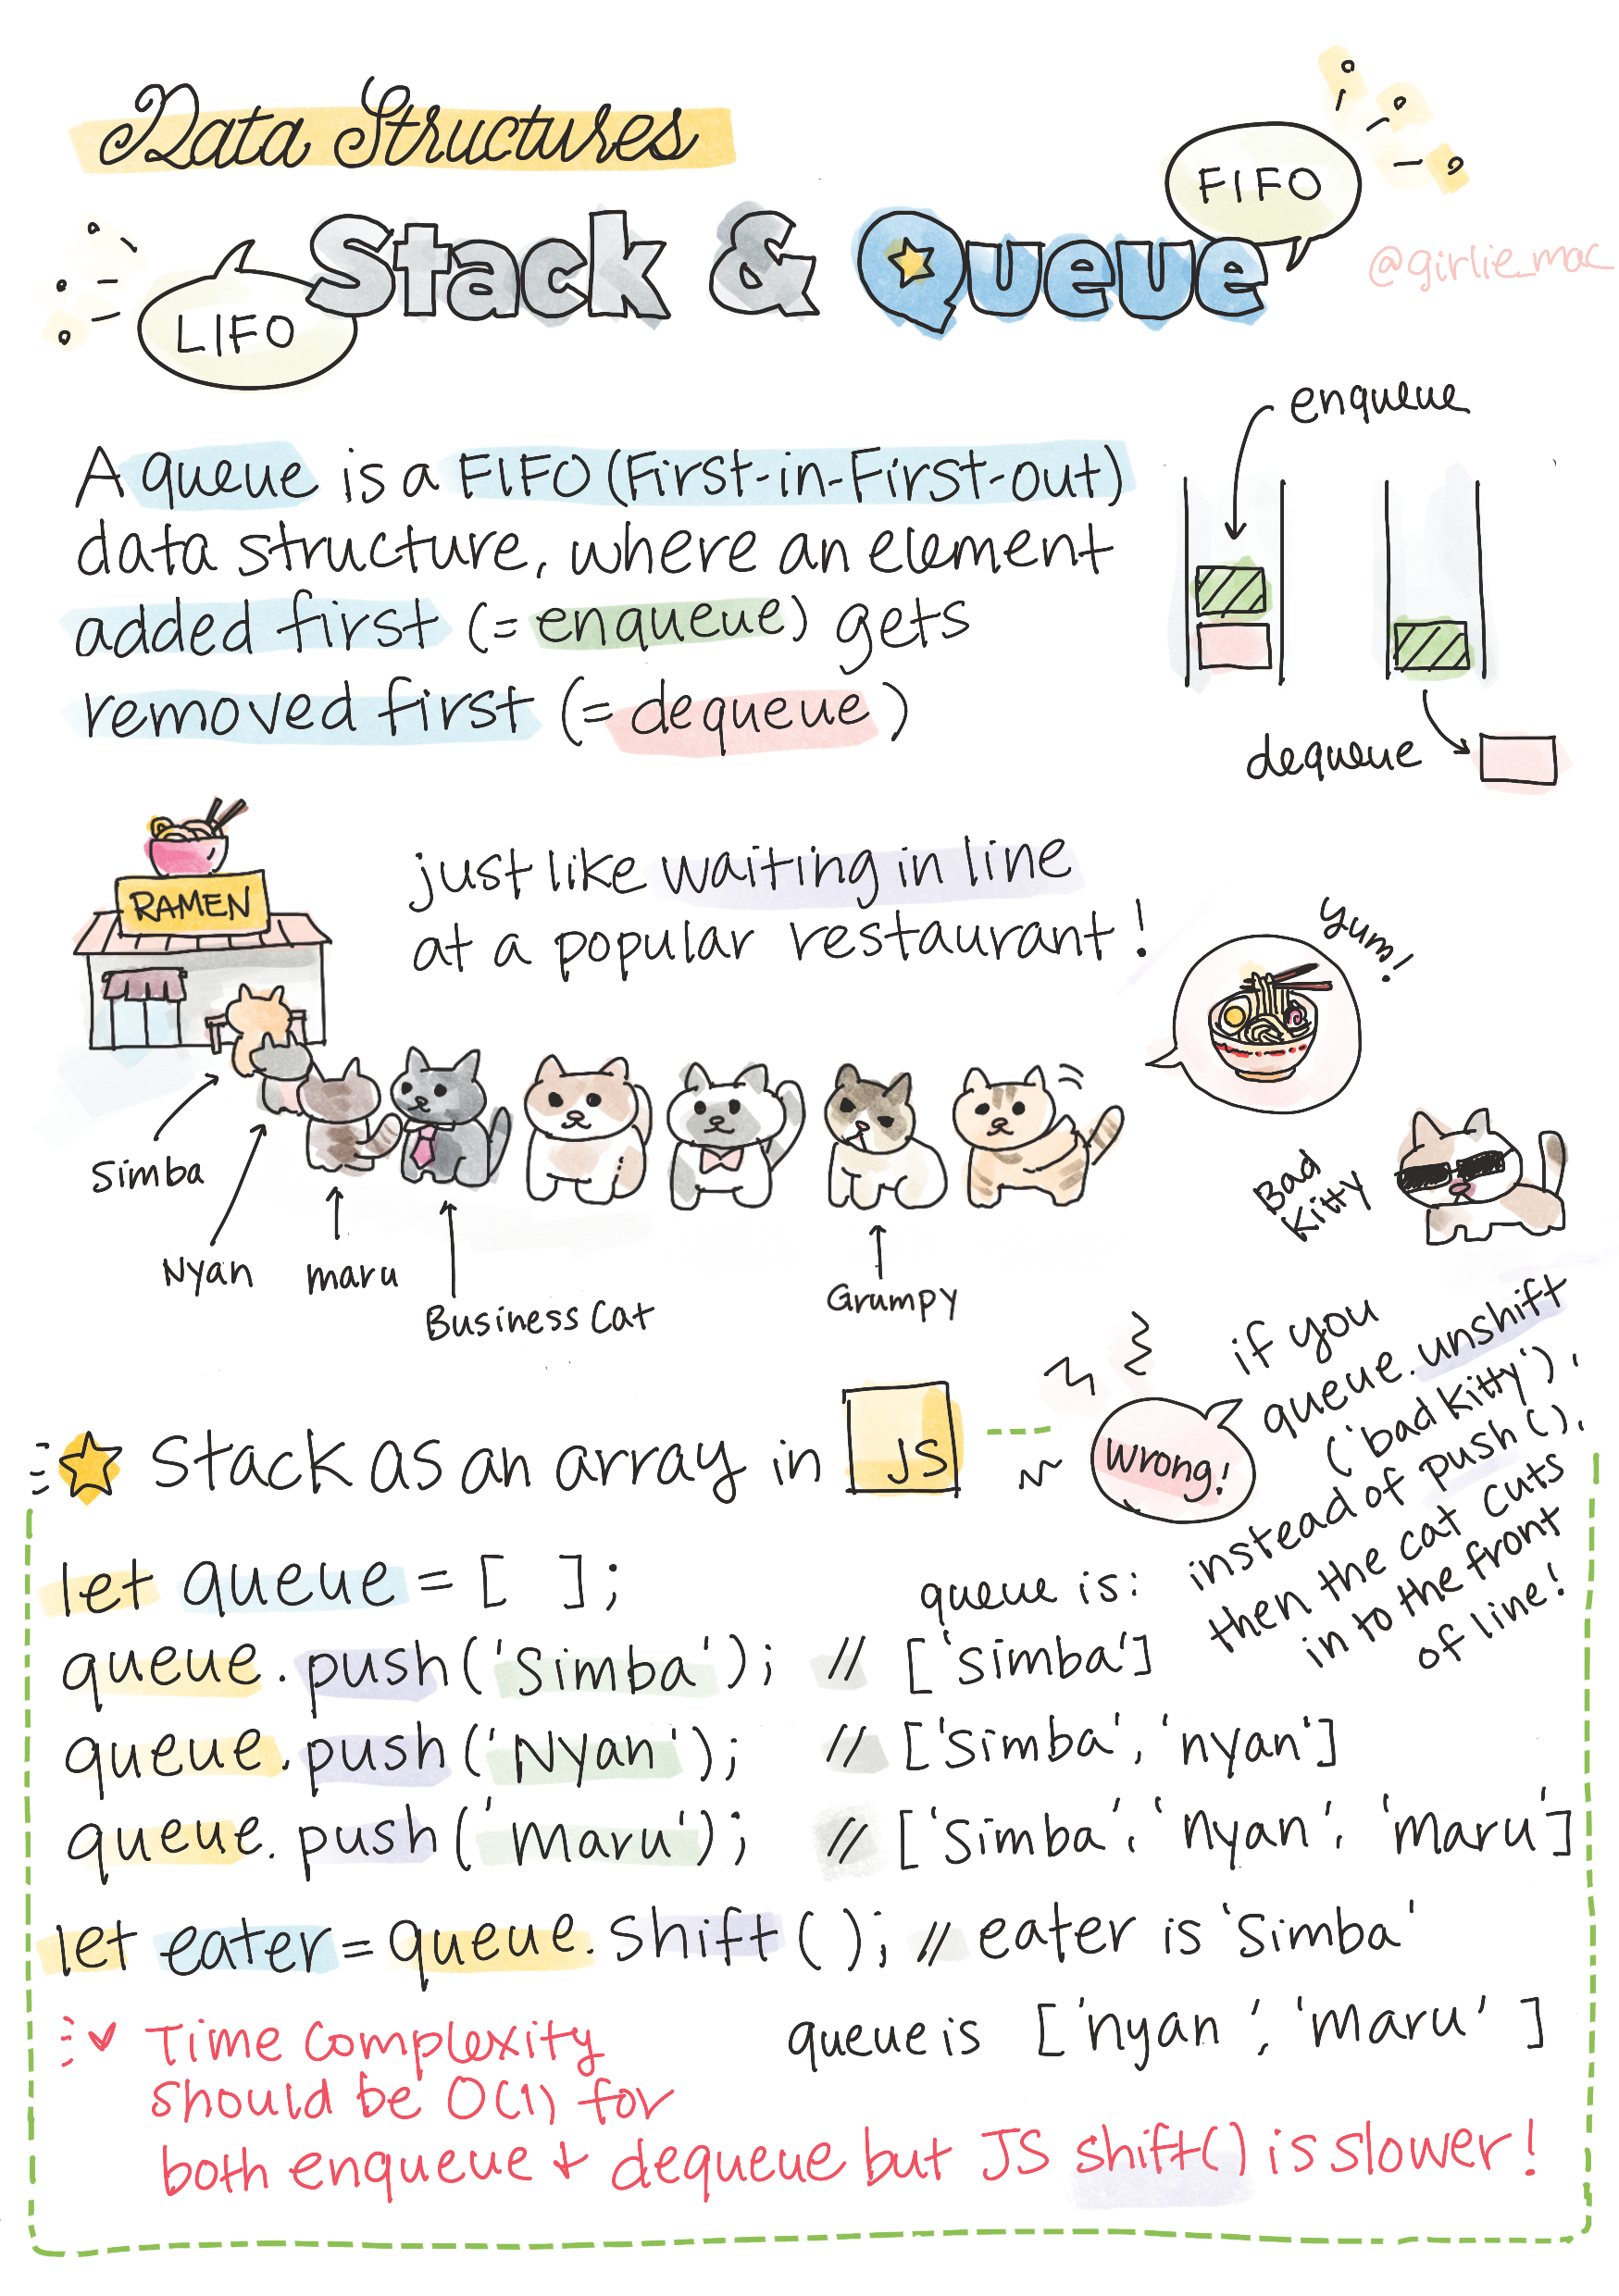 Data Structures
FIFO
Stack & Queue
@girlie_mac
LIFO
enqueue
A queue is a FIFO (First-in-First-out)
data structure, where an element
added first (= enqueue) gets
removed first (= dequeue)
dequeue
just like waiting in line
at a popular restaurant!
RAMEN
yum!
Simba
Nyan
maru
Business Cat
Grumpy
Bad
Kitty
if you
queue.unshift
('bad kitty'),
instead of push(),
then the cat cuts
in to the front
of line!
Wrong!
Stack as an array in JS
let queue = [ ];
queue is:
queue.push('Simba'); // ['simba']
queue.push('Nyan'); // ['simba', 'nyan']
queue.push('maru'); // ['simba', 'nyan', 'maru']
let eater = queue.shift(); // eater is 'simba'
queue is ['nyan', 'maru']
Time complexity
should be O(1) for
both enqueue + dequeue but JS shift() is slower!